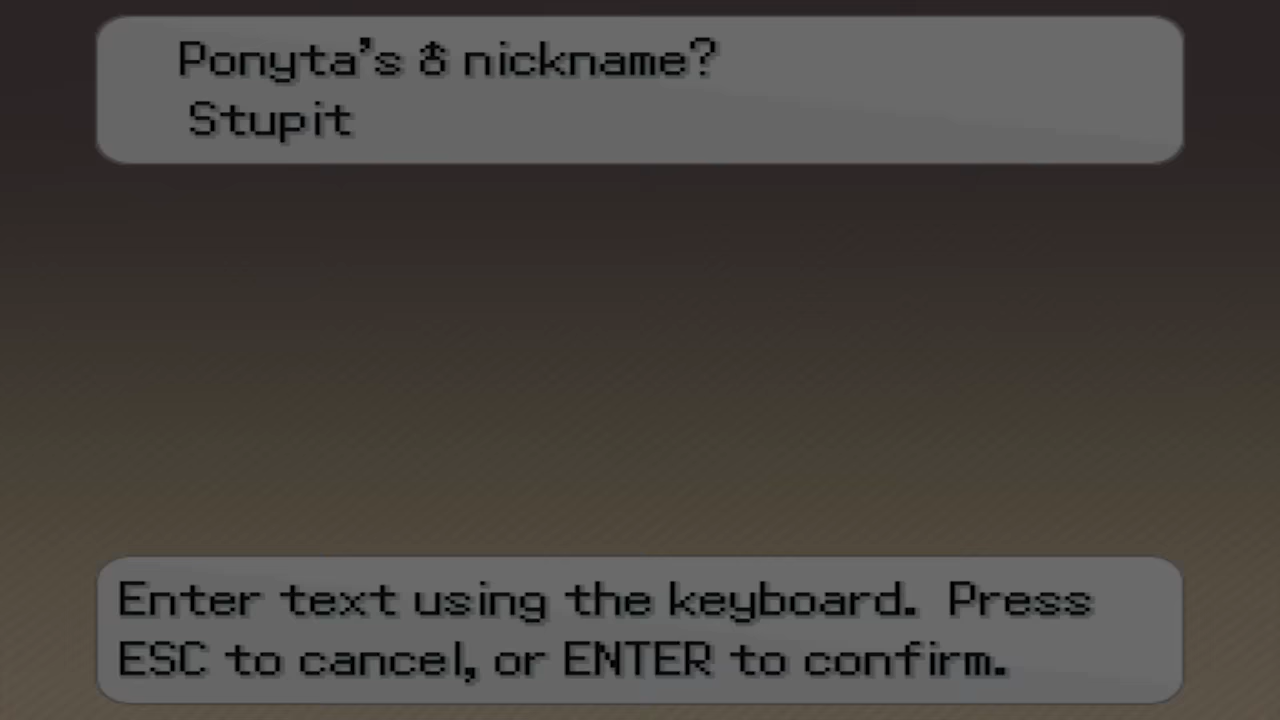 Ponyta's ♂ nickname?
Stupit
Enter text using the keyboard. Press
ESC to cancel, or ENTER to confirm.